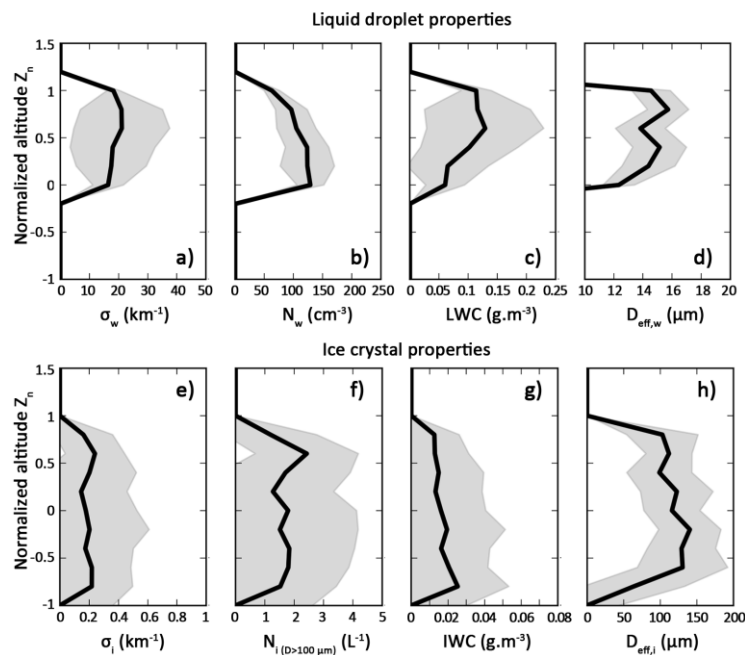 Liquid droplet properties
Normalized altitude Zn
1.5
1
0.5
0
-0.5
-1
a)
b)
c)
d)
0 10 20 30 40 50
0 50 100 150 200 250
0 0.05 0.1 0.15 0.2 0.25
10 12 14 16 18 20
σw (km-1)
Nw (cm-3)
LWC (g.m-3)
Deff,w (μm)
Ice crystal properties
Normalized altitude Zn
1.5
1
0.5
0
-0.5
-1
e)
f)
g)
h)
0 0.2 0.4 0.6 0.8 1
0 1 2 3 4 5
0 0.02 0.04 0.06 0.08
0 50 100 150 200
σi (km-1)
Ni (D>100 μm) (L-1)
IWC (g.m-3)
Deff,i (μm)